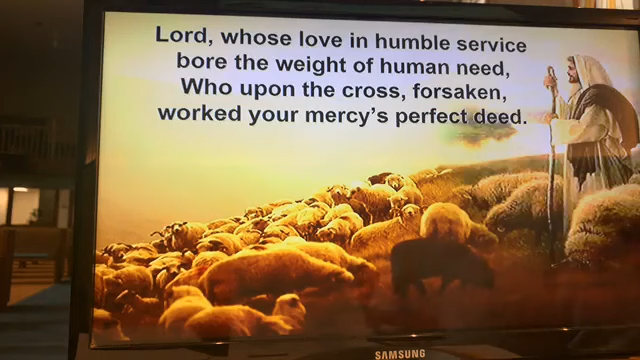 Lord, whose love in humble service
bore the weight of human need,
Who upon the cross, forsaken,
worked your mercy's perfect deed.
SAMSUNG